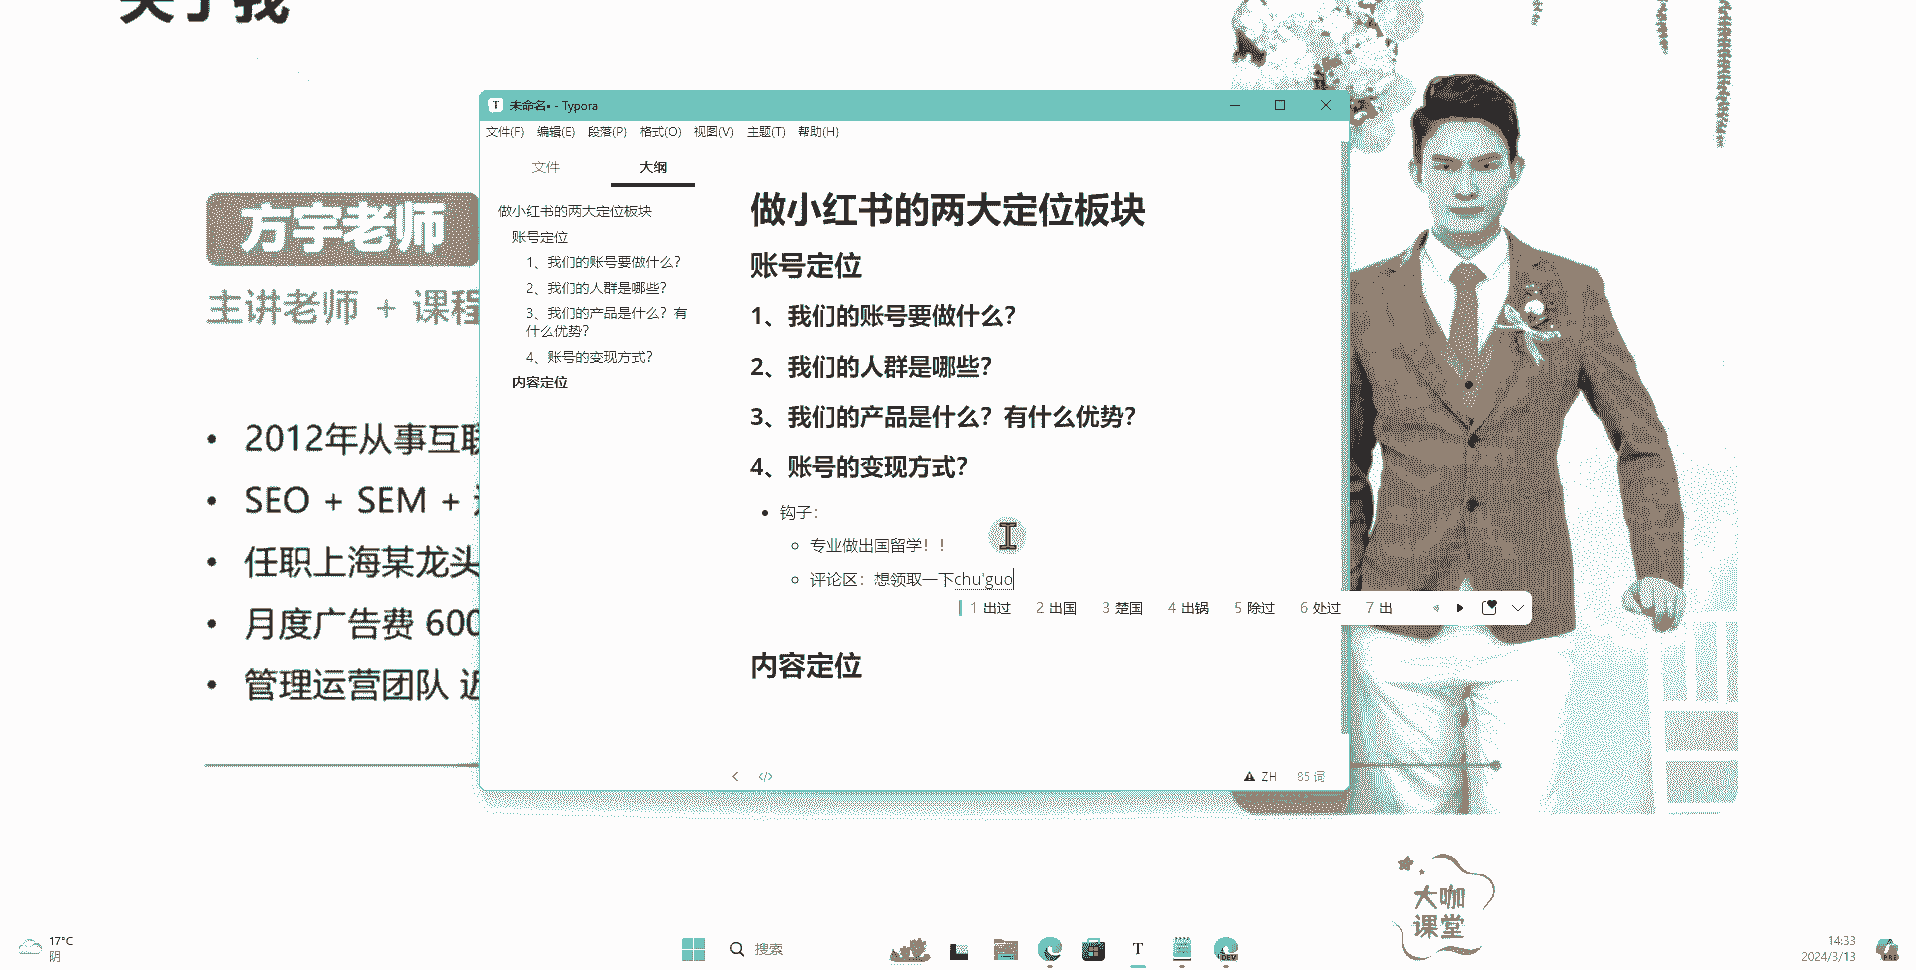 关于我
方宇老师
主讲老师 + 课程
• 2012年从事互联
• SEO + SEM +
• 任职上海某龙头
• 月度广告费 600
• 管理运营团队 近
未命名• - Typora
文件(F) 编辑(E) 段落(P) 格式(O) 视图(V) 主题(T) 帮助(H)
文件 大纲
做小红书的两大定位板块
账号定位
1、我们的账号要做什么？
2、我们的人群是哪些？
3、我们的产品是什么？有
什么优势？
4、账号的变现方式？
内容定位
做小红书的两大定位板块
账号定位
1、我们的账号要做什么？
2、我们的人群是哪些？
3、我们的产品是什么？有什么优势？
4、账号的变现方式？
钩子：
专业做出国留学！！
评论区：想领取一下chu'guo
1 出过 2 出国 3 楚国 4 出锅 5 除过 6 处过 7 出
内容定位
ZH 85 词
大咖
课堂
17°C
阴
搜索
T
DEV
14:33
2024/3/13
PRE